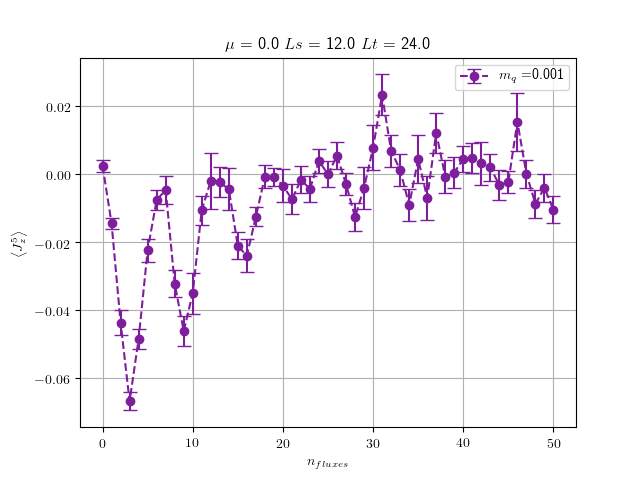 μ = 0.0 Ls = 12.0 Lt = 24.0
m_q =0.001
0.02
0.00
−0.02
−0.04
−0.06
⟨J_z^5⟩
0 10 20 30 40 50
n_fluxes